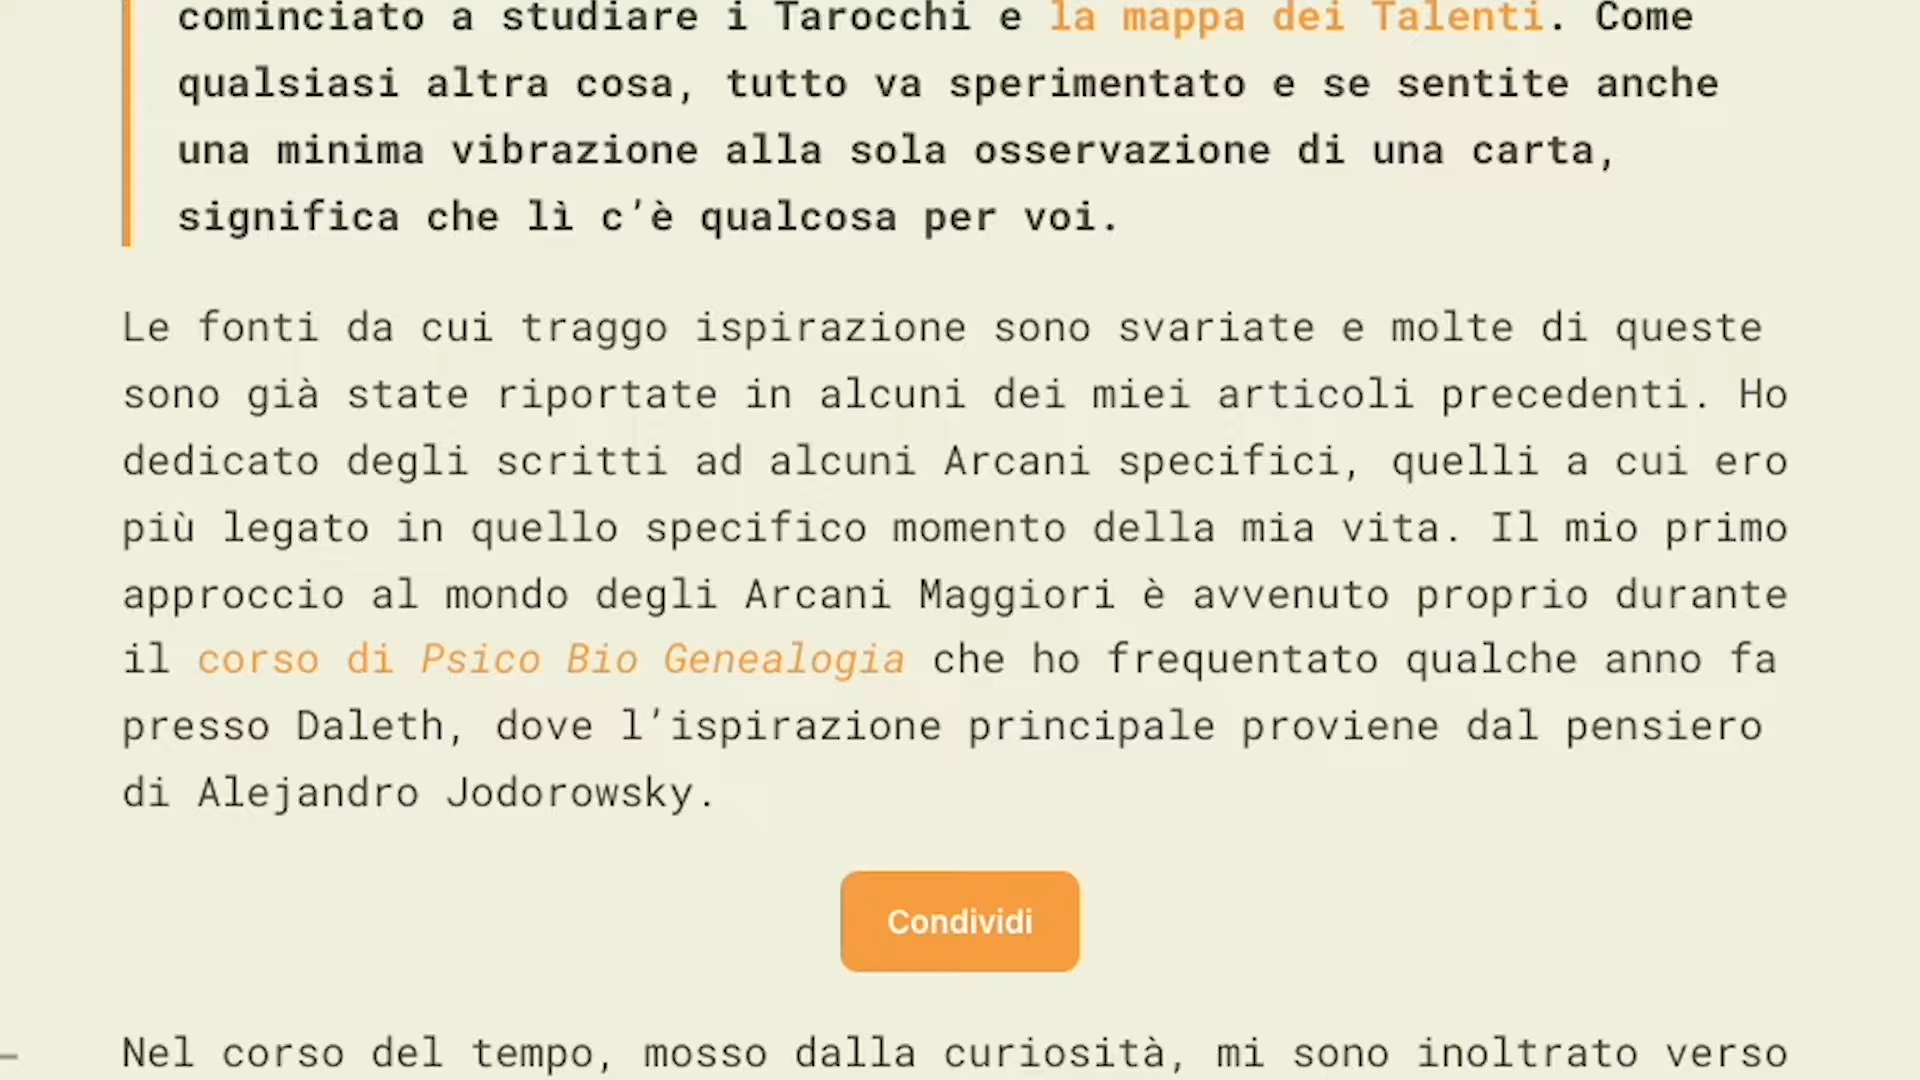 cominciato a studiare i Tarocchi e la mappa dei Talenti. Come
qualsiasi altra cosa, tutto va sperimentato e se sentite anche
una minima vibrazione alla sola osservazione di una carta,
significa che lì c’è qualcosa per voi.
Le fonti da cui traggo ispirazione sono svariate e molte di queste
sono già state riportate in alcuni dei miei articoli precedenti. Ho
dedicato degli scritti ad alcuni Arcani specifici, quelli a cui ero
più legato in quello specifico momento della mia vita. Il mio primo
approccio al mondo degli Arcani Maggiori è avvenuto proprio durante
il corso di Psico Bio Genealogia che ho frequentato qualche anno fa
presso Daleth, dove l’ispirazione principale proviene dal pensiero
di Alejandro Jodorowsky.
Condividi
Nel corso del tempo, mosso dalla curiosità, mi sono inoltrato verso